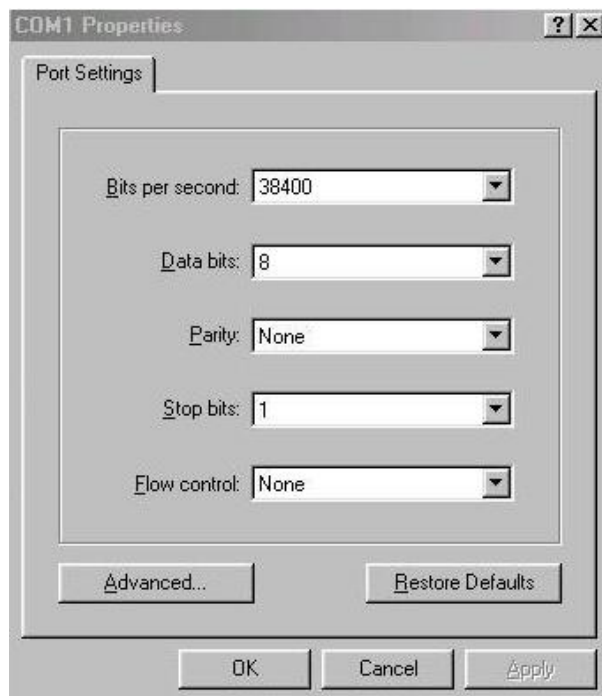 COM1 Properties ? X
Port Settings
Bits per second: 38400
Data bits: 8
Parity: None
Stop bits: 1
Flow control: None
Advanced... Restore Defaults
OK Cancel Apply